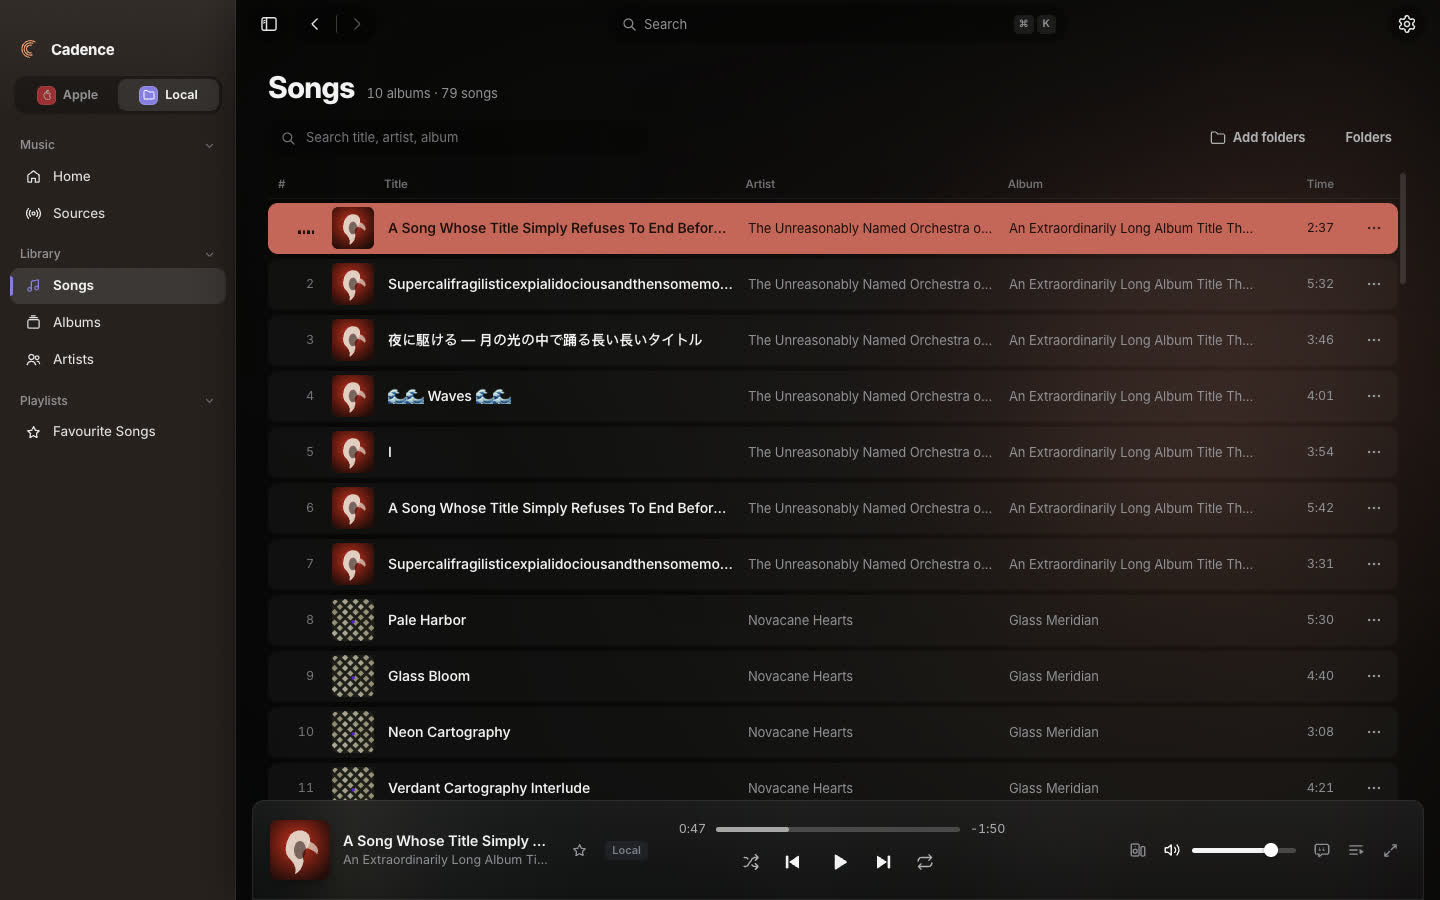 Cadence
Apple
Local
Music
Home
Sources
Library
Songs
Albums
Artists
Playlists
Favourite Songs
Search
⌘ K
Songs
10 albums · 79 songs
Search title, artist, album
Add folders
Folders
# Title Artist Album Time
A Song Whose Title Simply Refuses To End Befor... The Unreasonably Named Orchestra o... An Extraordinarily Long Album Title Th... 2:37
2 Supercalifragilisticexpialidociousandthensomemo... The Unreasonably Named Orchestra o... An Extraordinarily Long Album Title Th... 5:32
3 夜に駆ける — 月の光の中で踊る長い長いタイトル The Unreasonably Named Orchestra o... An Extraordinarily Long Album Title Th... 3:46
4 🌊🌊 Waves 🌊🌊 The Unreasonably Named Orchestra o... An Extraordinarily Long Album Title Th... 4:01
5 I The Unreasonably Named Orchestra o... An Extraordinarily Long Album Title Th... 3:54
6 A Song Whose Title Simply Refuses To End Befor... The Unreasonably Named Orchestra o... An Extraordinarily Long Album Title Th... 5:42
7 Supercalifragilisticexpialidociousandthensomemo... The Unreasonably Named Orchestra o... An Extraordinarily Long Album Title Th... 3:31
8 Pale Harbor Novacane Hearts Glass Meridian 5:30
9 Glass Bloom Novacane Hearts Glass Meridian 4:40
10 Neon Cartography Novacane Hearts Glass Meridian 3:08
11 Verdant Cartography Interlude Novacane Hearts Glass Meridian 4:21
A Song Whose Title Simply ...
An Extraordinarily Long Album Ti...
Local
0:47
-1:50